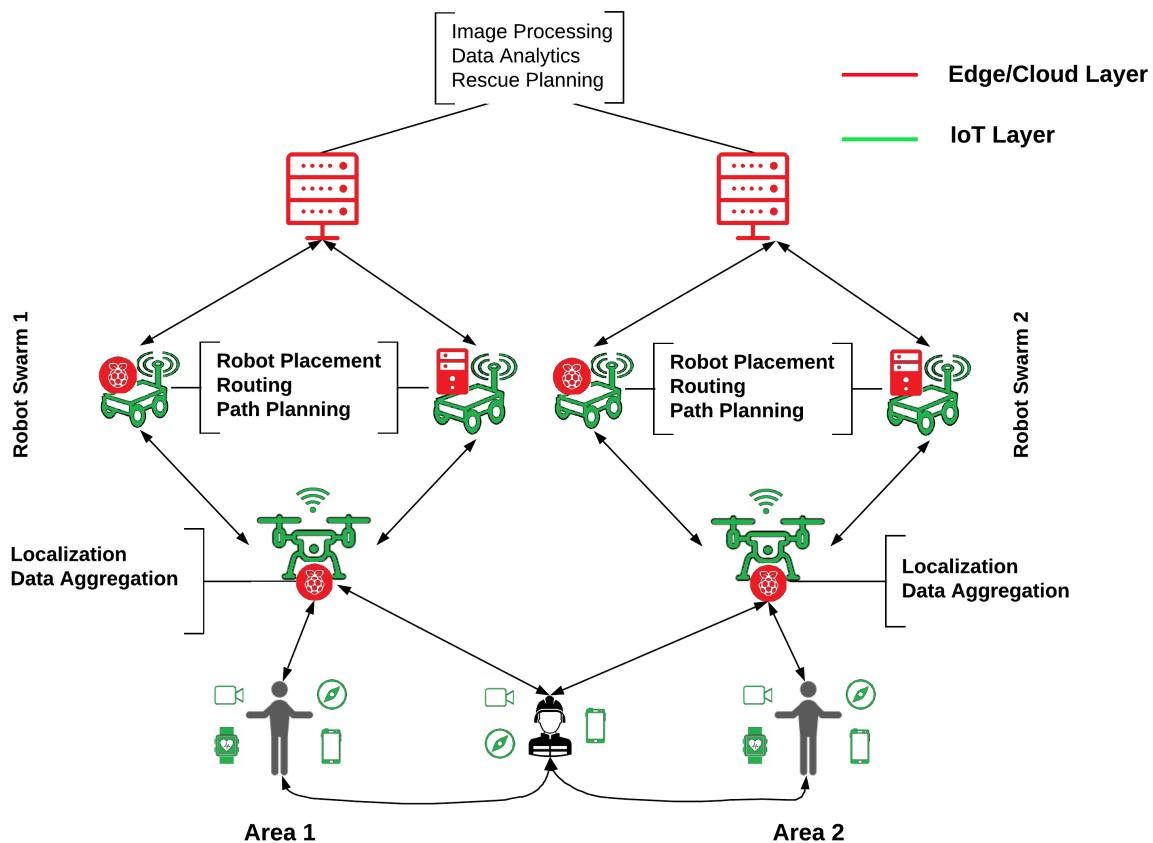 Image Processing
Data Analytics
Rescue Planning
Edge/Cloud Layer
IoT Layer
Robot Swarm 1
Robot Placement
Routing
Path Planning
Robot Placement
Routing
Path Planning
Robot Swarm 2
Localization
Data Aggregation
Localization
Data Aggregation
Area 1
Area 2